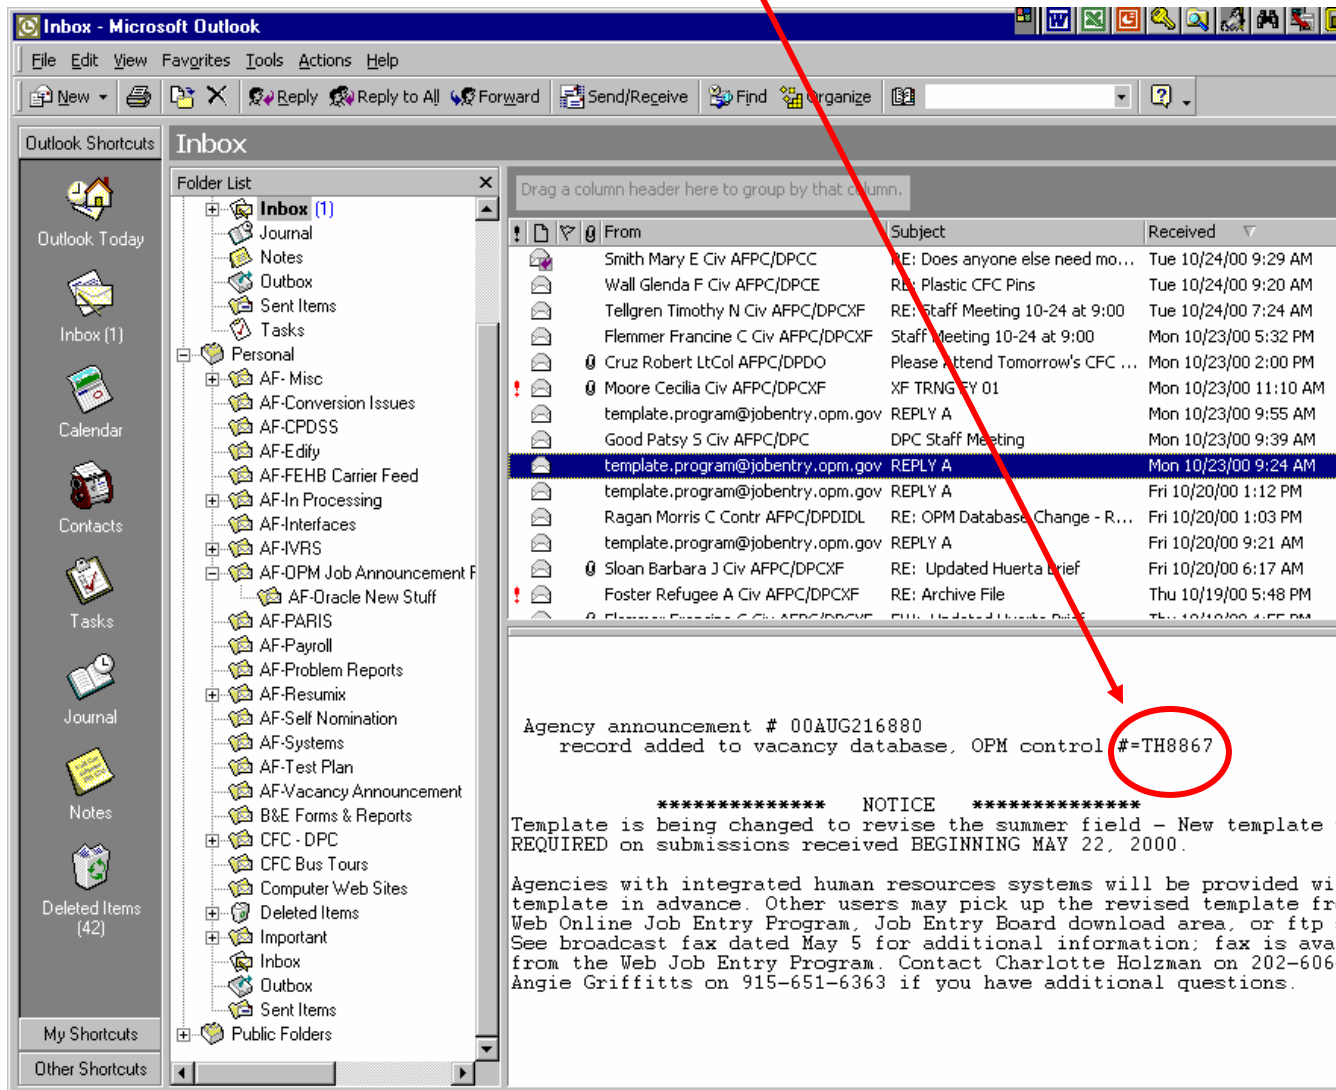 Inbox - Microsoft Outlook
File Edit View Favorites Tools Actions Help
New Reply Reply to All Forward Send/Receive Find Organize
Outlook Shortcuts Inbox
Outlook Today
Inbox (1)
Calendar
Contacts
Tasks
Journal
Notes
Deleted Items
(42)
My Shortcuts
Other Shortcuts
Folder List
Inbox (1)
Journal
Notes
Outbox
Sent Items
Tasks
Personal
AF- Misc
AF-Conversion Issues
AF-CPDSS
AF-Edify
AF-FEHB Carrier Feed
AF-In Processing
AF-Interfaces
AF-IVRS
AF-OPM Job Announcement
AF-Oracle New Stuff
AF-PARIS
AF-Payroll
AF-Problem Reports
AF-Resumix
AF-Self Nomination
AF-Systems
AF-Test Plan
AF-Vacancy Announcement
B&E Forms & Reports
CFC - DPC
CFC Bus Tours
Computer Web Sites
Deleted Items
Important
Inbox
Outbox
Sent Items
Public Folders
Drag a column header here to group by that column.
! From Subject Received
Smith Mary E Civ AFPC/DPCC RE: Does anyone else need mo... Tue 10/24/00 9:29 AM
Wall Glenda F Civ AFPC/DPCE RE: Plastic CFC Pins Tue 10/24/00 9:20 AM
Tellgren Timothy N Civ AFPC/DPCXF RE: Staff Meeting 10-24 at 9:00 Tue 10/24/00 7:24 AM
Flemmer Francine C Civ AFPC/DPCXF Staff Meeting 10-24 at 9:00 Mon 10/23/00 5:32 PM
Cruz Robert LtCol AFPC/DPDO Please Attend Tomorrow's CFC ... Mon 10/23/00 2:00 PM
! Moore Cecilia Civ AFPC/DPCXF XF TRNG FY 01 Mon 10/23/00 11:10 AM
template.program@jobentry.opm.gov REPLY A Mon 10/23/00 9:55 AM
Good Patsy S Civ AFPC/DPC DPC Staff Meeting Mon 10/23/00 9:39 AM
template.program@jobentry.opm.gov REPLY A Mon 10/23/00 9:24 AM
template.program@jobentry.opm.gov REPLY A Fri 10/20/00 1:12 PM
Ragan Morris C Contr AFPC/DPDIDL RE: OPM Database Change - R... Fri 10/20/00 1:03 PM
template.program@jobentry.opm.gov REPLY A Fri 10/20/00 9:21 AM
Sloan Barbara J Civ AFPC/DPCXF RE: Updated Huerta Brief Fri 10/20/00 6:17 AM
! Foster Refugee A Civ AFPC/DPCXF RE: Archive File Thu 10/19/00 5:48 PM
Flemmer Francine C Civ AFPC/DPCXF FW: Updated Huerta Brief Thu 10/19/00 4:55 PM
Agency announcement # 00AUG216880
record added to vacancy database, OPM control #=TH8867
************** NOTICE **************
Template is being changed to revise the summer field - New template
REQUIRED on submissions received BEGINNING MAY 22, 2000.
Agencies with integrated human resources systems will be provided wi
template in advance. Other users may pick up the revised template fr
Web Online Job Entry Program, Job Entry Board download area, or ftp
See broadcast fax dated May 5 for additional information; fax is ava
from the Web Job Entry Program. Contact Charlotte Holzman on 202-606
Angie Griffitts on 915-651-6363 if you have additional questions.